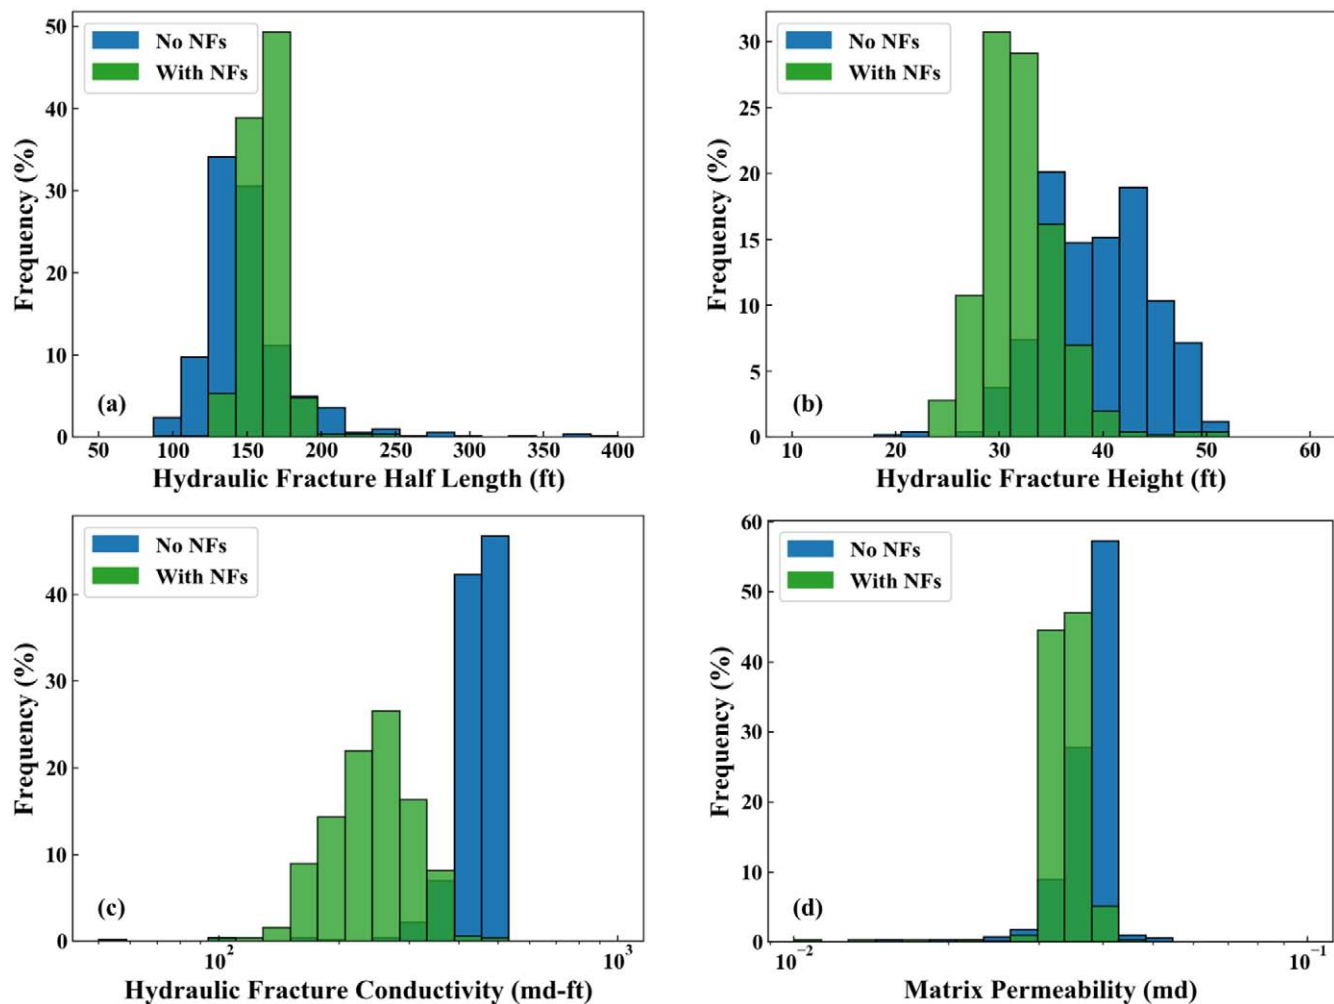 50
40
30
20
10
0
Frequency (%)
No NFs
With NFs
(a)
50 100 150 200 250 300 350 400
Hydraulic Fracture Half Length (ft)
30
25
20
15
10
5
0
Frequency (%)
No NFs
With NFs
(b)
10 20 30 40 50 60
Hydraulic Fracture Height (ft)
40
30
20
10
0
Frequency (%)
No NFs
With NFs
(c)
10² 10³
Hydraulic Fracture Conductivity (md-ft)
60
50
40
30
20
10
0
Frequency (%)
No NFs
With NFs
(d)
10⁻² 10⁻¹
Matrix Permeability (md)